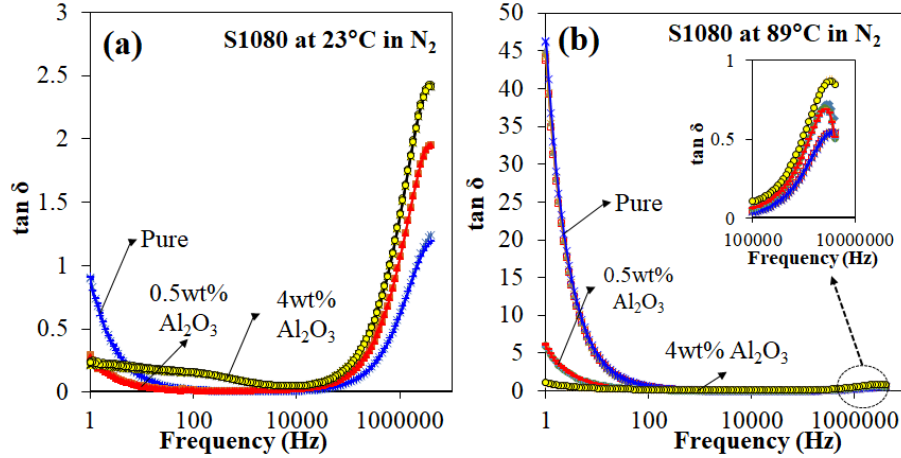 (a) S1080 at 23°C in N₂
tan δ
3
2.5
2
1.5
1
0.5
0
Pure
0.5wt%
Al₂O₃
4wt%
Al₂O₃
1 100 10000 1000000
Frequency (Hz)
(b) S1080 at 89°C in N₂
tan δ
50
45
40
35
30
25
20
15
10
5
0
Pure
0.5wt%
Al₂O₃
4wt% Al₂O₃
1 100 10000 1000000
Frequency (Hz)
tan δ
1
0.5
0
100000 10000000
Frequency (Hz)